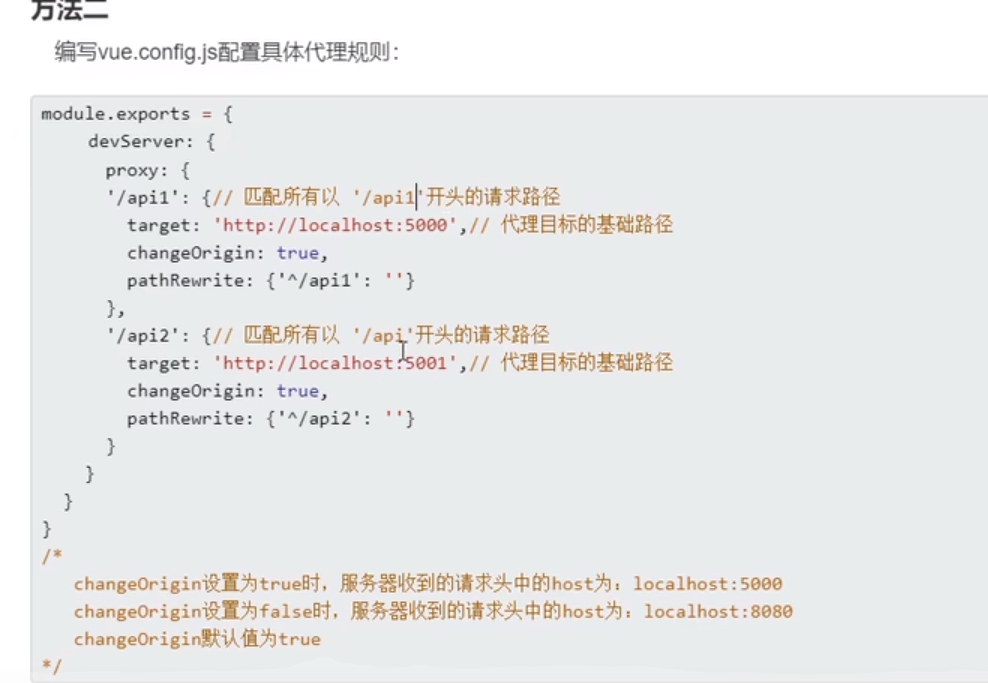 方法二
编写vue.config.js配置具体代理规则：
module.exports = {
devServer: {
proxy: {
'/api1': {// 匹配所有以 '/api1'开头的请求路径
target: 'http://localhost:5000',// 代理目标的基础路径
changeOrigin: true,
pathRewrite: {'^/api1': ''}
},
'/api2': {// 匹配所有以 '/api'开头的请求路径
target: 'http://localhost:5001',// 代理目标的基础路径
changeOrigin: true,
pathRewrite: {'^/api2': ''}
}
}
}
}
/*
changeOrigin设置为true时，服务器收到的请求头中的host为：localhost:5000
changeOrigin设置为false时，服务器收到的请求头中的host为：localhost:8080
changeOrigin默认值为true
*/